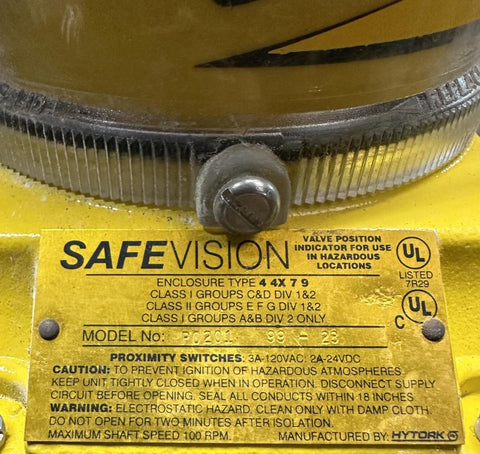 SAFEVISION
VALVE POSITION
INDICATOR FOR USE
IN HAZARDOUS
LOCATIONS
UL
LISTED
7R29
ENCLOSURE TYPE 4 4X 7 9
CLASS I GROUPS C&D DIV 1&2
CLASS II GROUPS E F G DIV 1&2
CLASS I GROUPS A&B DIV 2 ONLY
C UL
MODEL No: 99 - 23
PROXIMITY SWITCHES: 3A-120VAC: 2A-24VDC
CAUTION: TO PREVENT IGNITION OF HAZARDOUS ATMOSPHERES.
KEEP UNIT TIGHTLY CLOSED WHEN IN OPERATION. DISCONNECT SUPPLY
CIRCUIT BEFORE OPENING. SEAL ALL CONDUCTS WITHIN 18 INCHES.
WARNING: ELECTROSTATIC HAZARD. CLEAN ONLY WITH DAMP CLOTH.
DO NOT OPEN FOR TWO MINUTES AFTER ISOLATION.
MAXIMUM SHAFT SPEED 100 RPM. MANUFACTURED BY: HYTORK